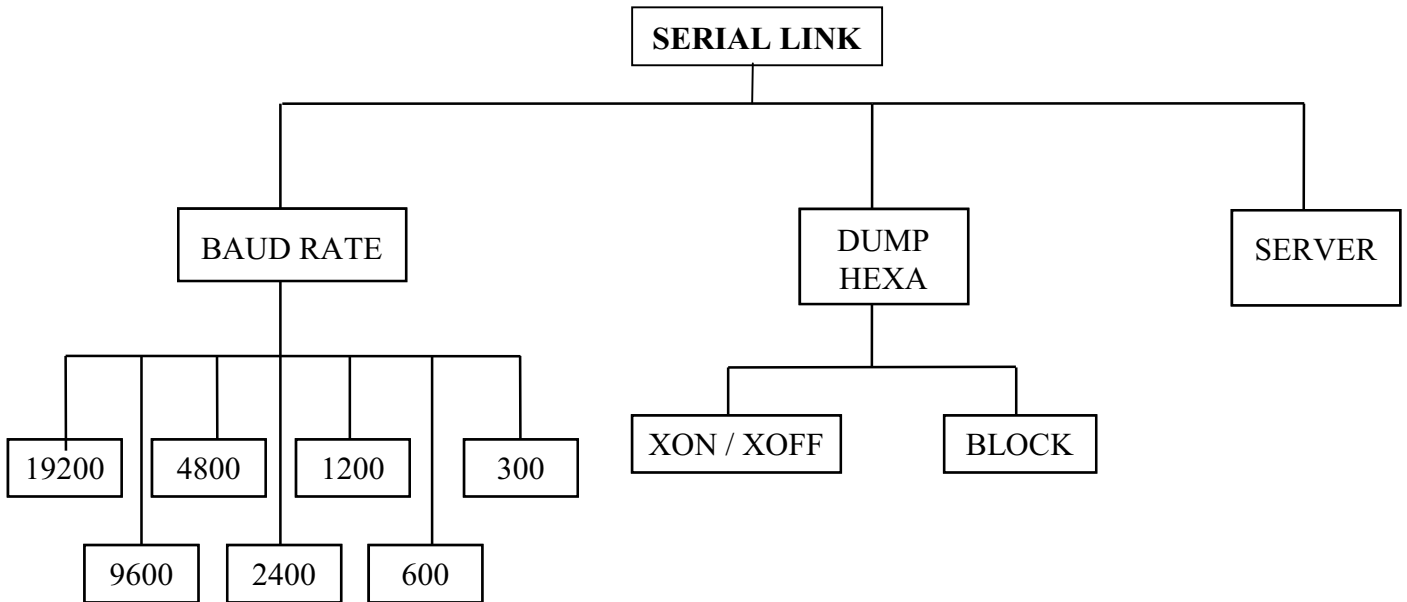 SERIAL LINK
BAUD RATE
DUMP
HEXA
SERVER
XON / XOFF
BLOCK
19200
4800
1200
300
9600
2400
600